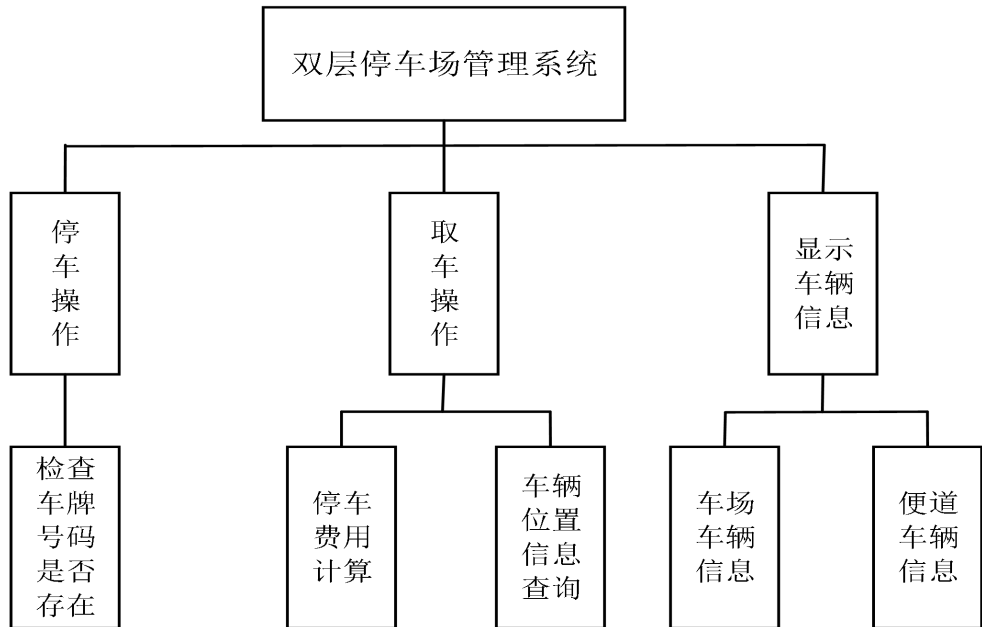 双层停车场管理系统
停
车
操
作
取
车
操
作
显示
车辆
信息
检查
车牌
号码
是否
存在
停车
费用
计算
车辆
位置
信息
查询
车场
车辆
信息
便道
车辆
信息